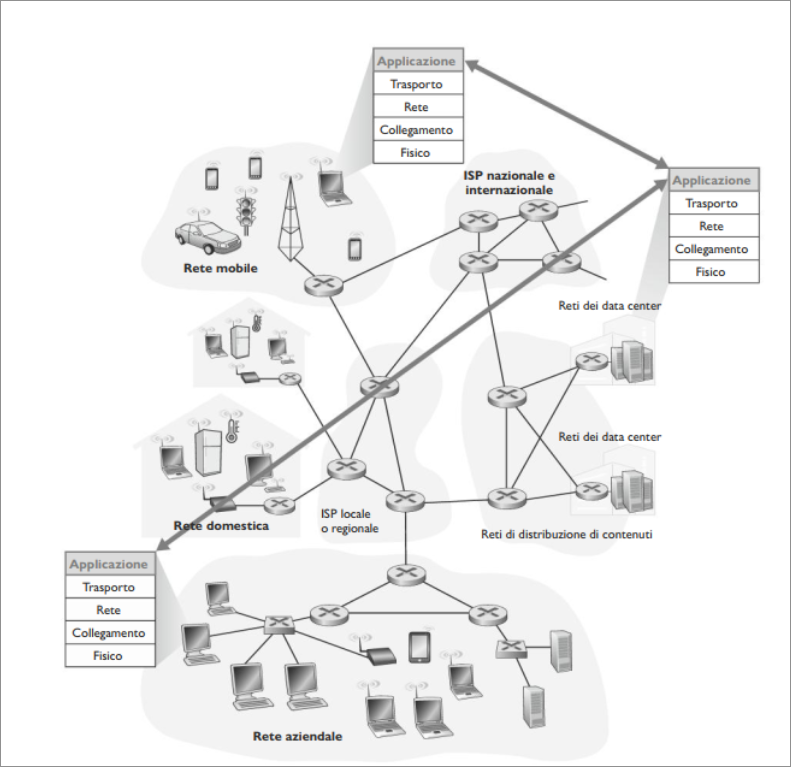 Applicazione
Trasporto
Rete
Collegamento
Fisico
ISP nazionale e
internazionale
Applicazione
Trasporto
Rete
Collegamento
Fisico
Rete mobile
Reti dei data center
Reti dei data center
ISP locale
o regionale
Rete domestica
Reti di distribuzione di contenuti
Applicazione
Trasporto
Rete
Collegamento
Fisico
Rete aziendale